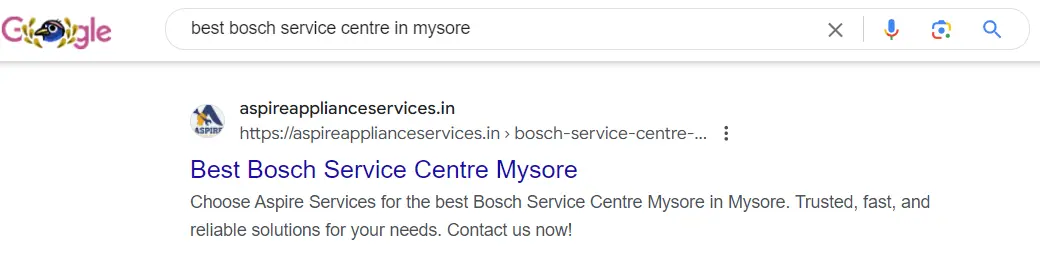 Google
best bosch service centre in mysore
ASPIRE
aspireapplianceservices.in
https://aspireapplianceservices.in › bosch-service-centre-...
Best Bosch Service Centre Mysore
Choose Aspire Services for the best Bosch Service Centre Mysore in Mysore. Trusted, fast, and
reliable solutions for your needs. Contact us now!